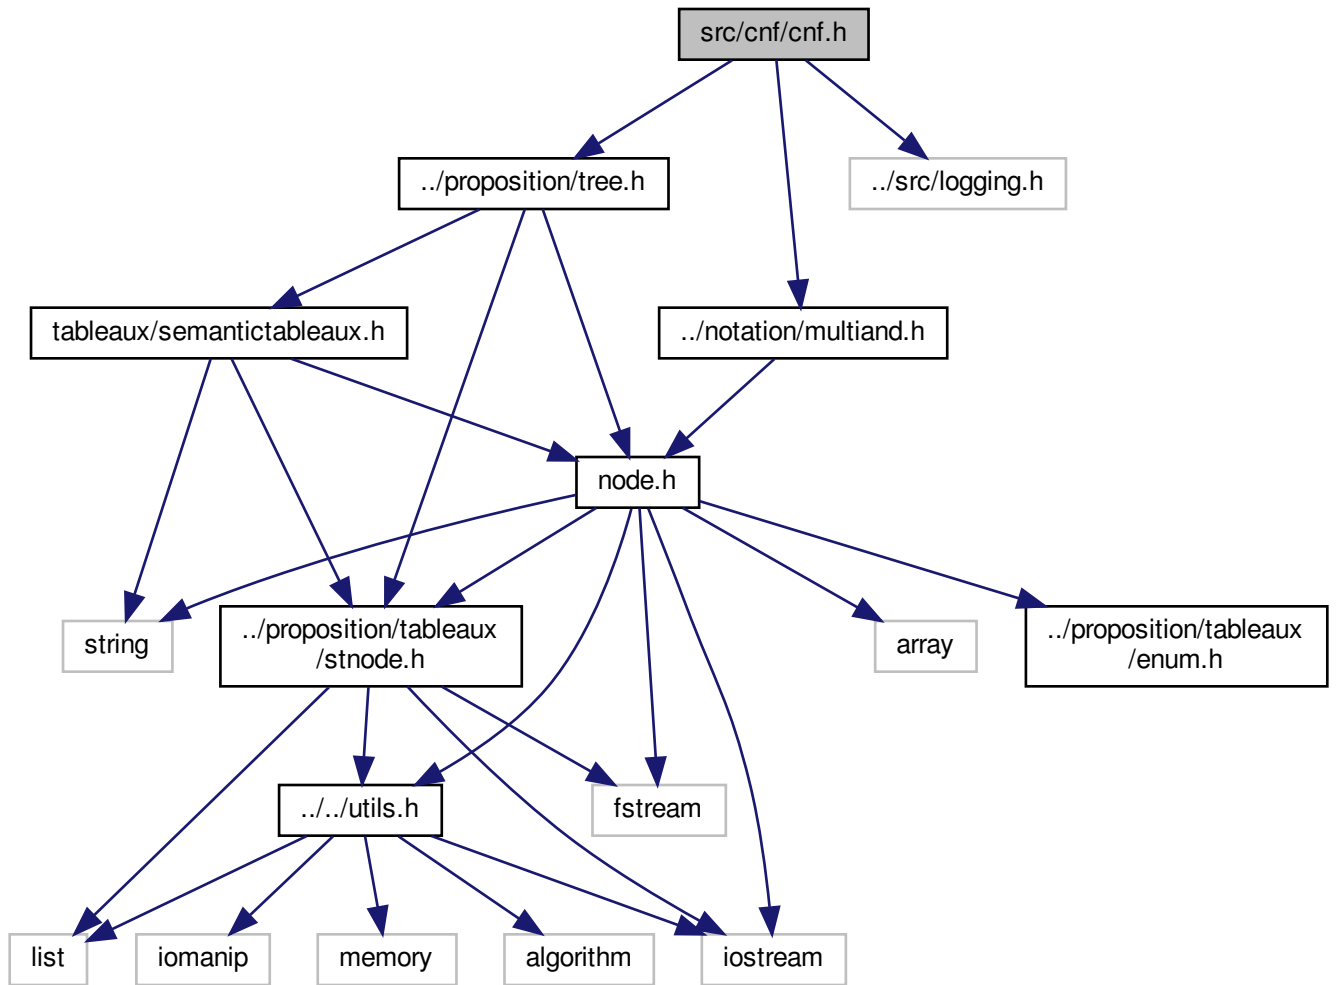 src/cnf/cnf.h
../proposition/tree.h
../src/logging.h
tableaux/semantictableaux.h
../notation/multiand.h
node.h
string
../proposition/tableaux
/stnode.h
array
../proposition/tableaux
/enum.h
../../utils.h
fstream
list
iomanip
memory
algorithm
iostream